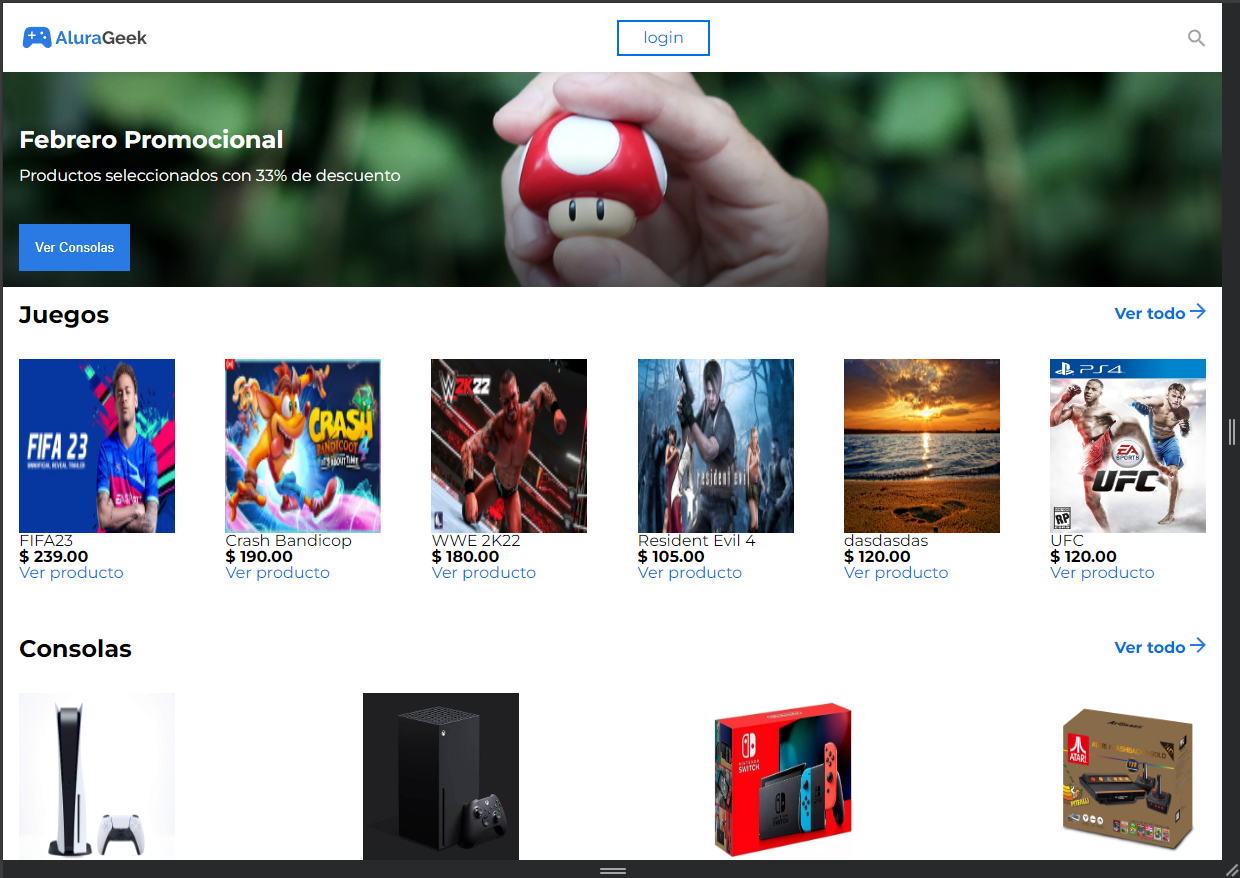 AluraGeek
login
Febrero Promocional
Productos seleccionados con 33% de descuento
Ver Consolas
Juegos
Ver todo
FIFA 23
CRASH
BANDICOOT
IT'S ABOUT TIME
W 2K22
resident evil
PS4
EA
SPORTS
UFC
RP
FIFA23
Crash Bandicop
WWE 2K22
Resident Evil 4
dasdasdas
UFC
$ 239.00
$ 190.00
$ 180.00
$ 105.00
$ 120.00
$ 120.00
Ver producto
Ver producto
Ver producto
Ver producto
Ver producto
Ver producto
Consolas
Ver todo
NINTENDO
SWITCH
ATARI